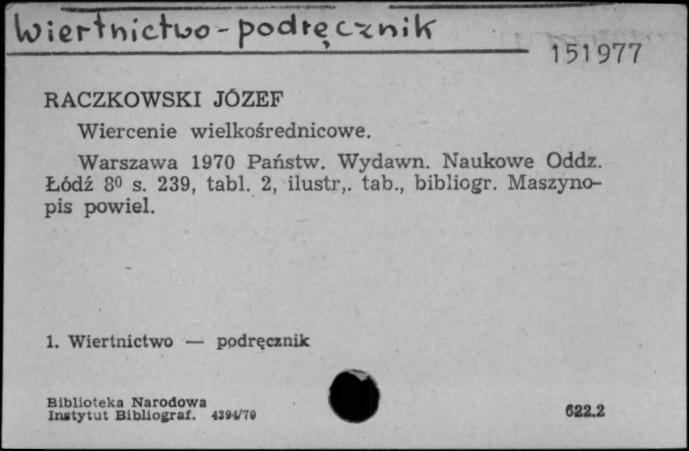 Wiertnictwo - podręcznik
151977
RACZKOWSKI JÓZEF
Wiercenie wielkośrednicowe.
Warszawa 1970 Państw. Wydawn. Naukowe Oddz.
Łódź 8⁰ s. 239, tabl. 2, ilustr,. tab., bibliogr. Maszyno-
pis powiel.
1. Wiertnictwo — podręcznik
Biblioteka Narodowa
Instytut Bibliograf. 4394/70
622.2